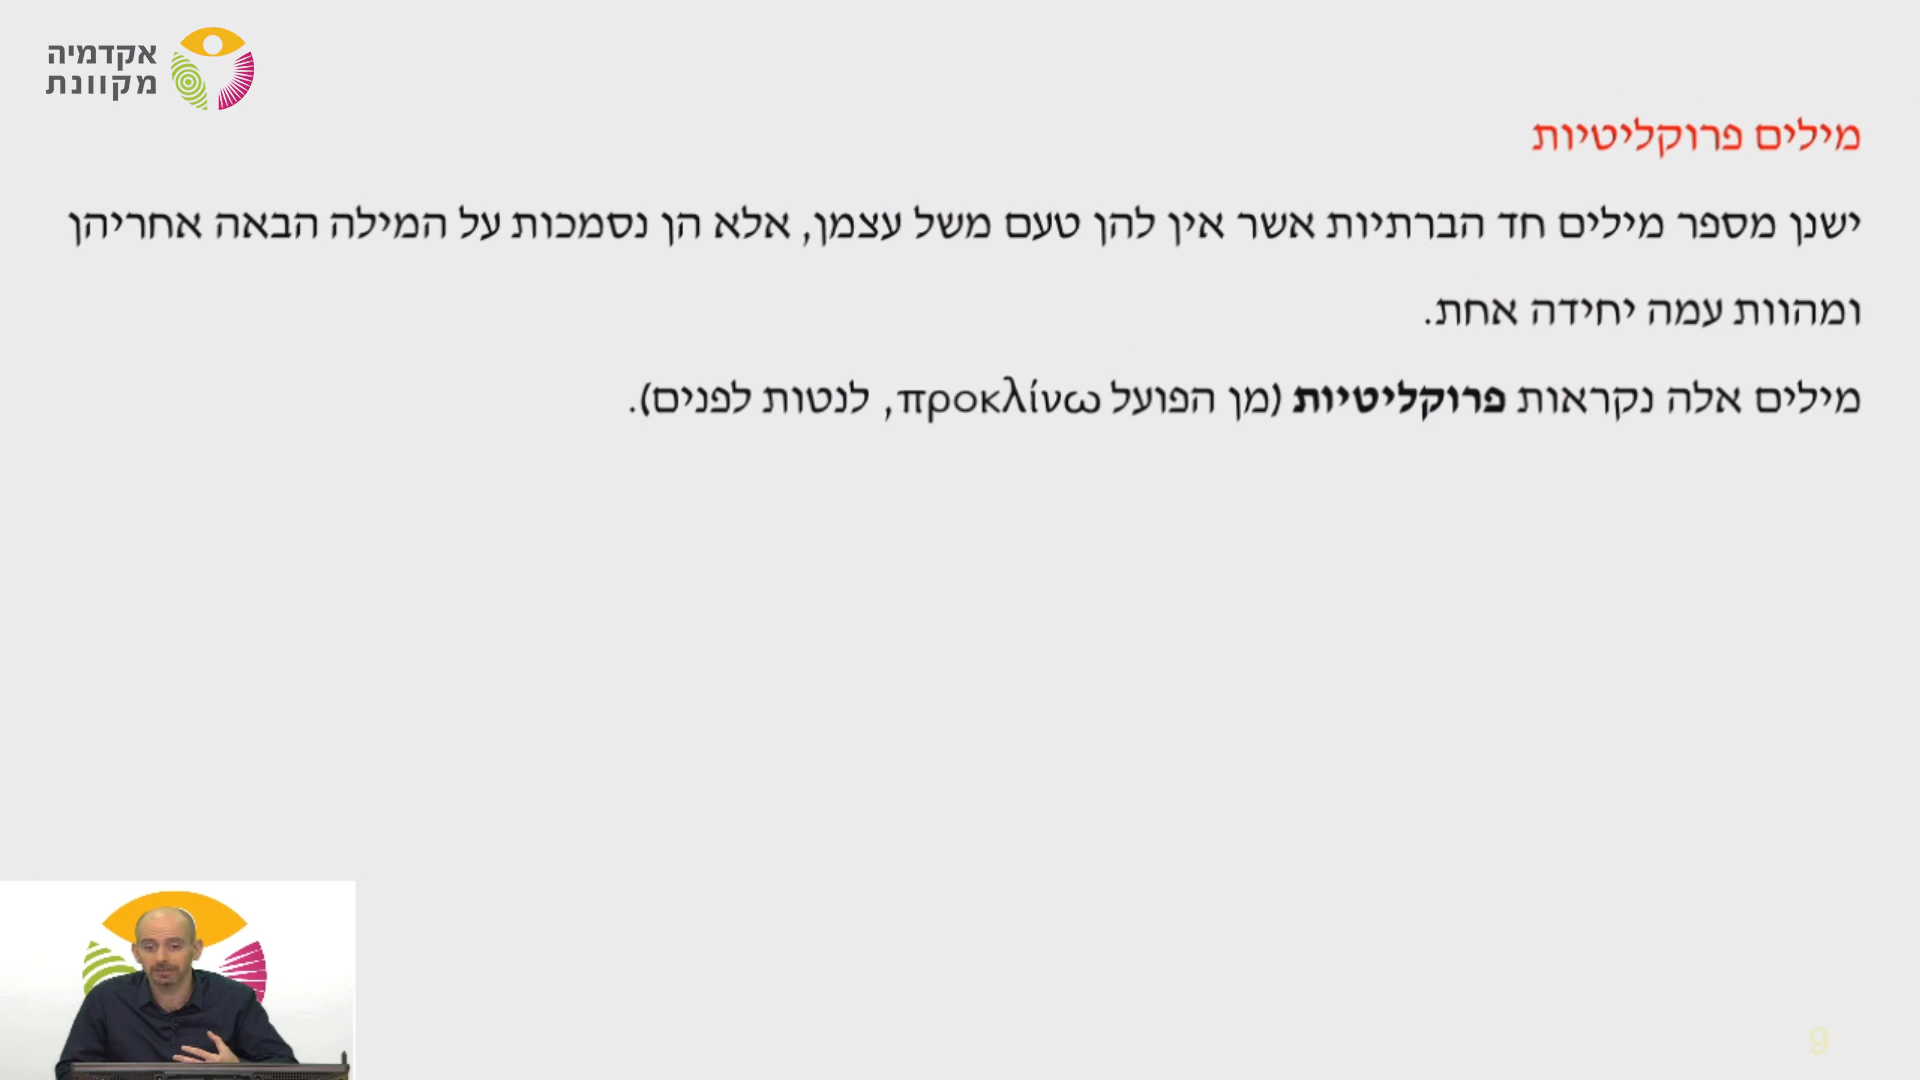 אקדמיה
מקוונת
מילים פרוקליטיות
ישנן מספר מילים חד הברתיות אשר אין להן טעם משל עצמן, אלא הן נסמכות על המילה הבאה אחריהן
ומהוות עמה יחידה אחת.
מילים אלה נקראות פרוקליטיות (מן הפועל προκλίνω, לנטות לפנים).
9